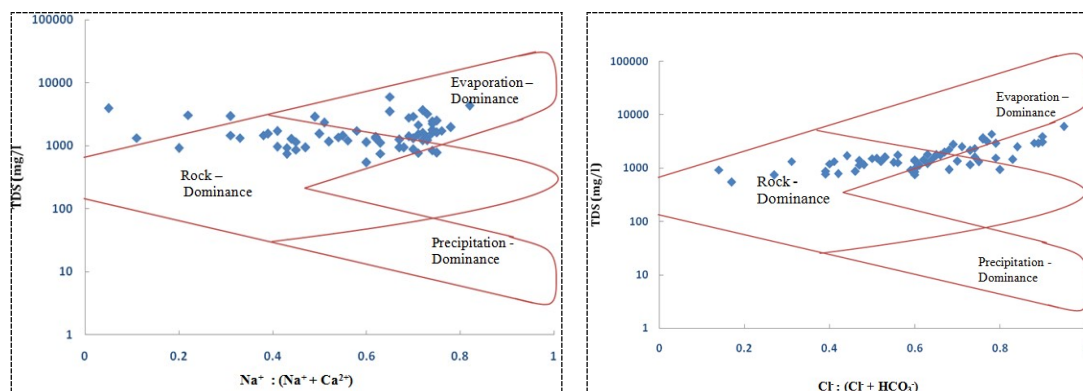 100000
10000
1000
100
10
1
TDS (mg/l
Evaporation –
Dominance
Rock –
Dominance
Precipitation -
Dominance
0
0.2
0.4
0.6
0.8
1
Na⁺ : (Na⁺ + Ca²⁺)
100000
10000
1000
100
10
1
TDS (mg/l)
Evaporation –
Dominance
Rock -
Dominance
Precipitation -
Dominance
0
0.2
0.4
0.6
0.8
1
Cl⁻: (Cl⁻ + HCO₃⁻)